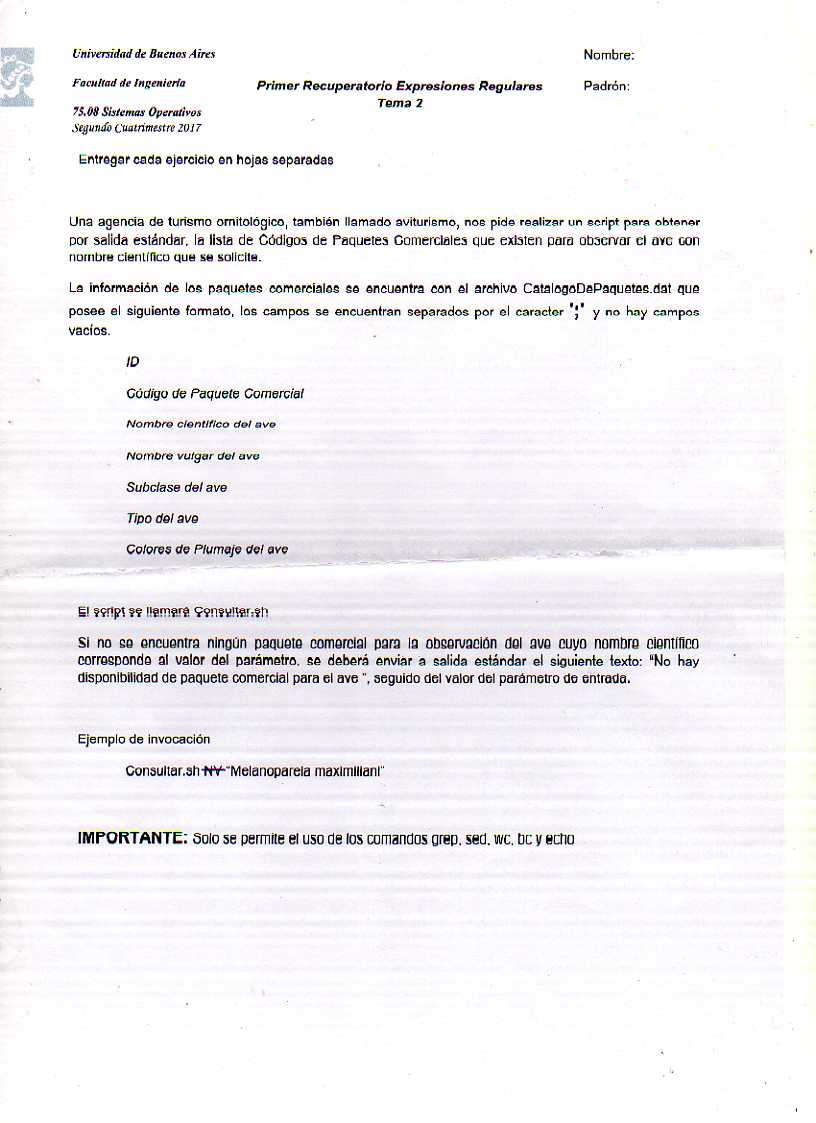 Universidad de Buenos Aires
Nombre:
Facultad de Ingeniería
Primer Recuperatorio Expresiones Regulares
Padrón:
Tema 2
75.08 Sistemas Operativos
Segundo Cuatrimestre 2017
Entregar cada ejercicio en hojas separadas
Una agencia de turismo ornitológico, también llamado aviturismo, nos pide realizar un script para obtener
por salida estándar, la lista de Códigos de Paquetes Comerciales que existen para observar el ave con
nombre científico que se solicite.
La información de los paquetes comerciales se encuentra con el archivo CatalogoDePaquetes.dat que
posee el siguiente formato, los campos se encuentran separados por el caracter ";" y no hay campos
vacíos.
ID
Código de Paquete Comercial
Nombre científico del ave
Nombre vulgar del ave
Subclase del ave
Tipo del ave
Colores de Plumaje del ave
El script se llamará Consultar.sh
Si no se encuentra ningún paquete comercial para la observación del ave cuyo nombre científico
corresponde al valor del parámetro, se deberá enviar a salida estándar el siguiente texto: "No hay
disponibilidad de paquete comercial para el ave ", seguido del valor del parámetro de entrada.
Ejemplo de invocación
Consultar.sh NY "Melanopareia maximiliani"
IMPORTANTE: Solo se permite el uso de los comandos grep, sed, wc, bc y echo